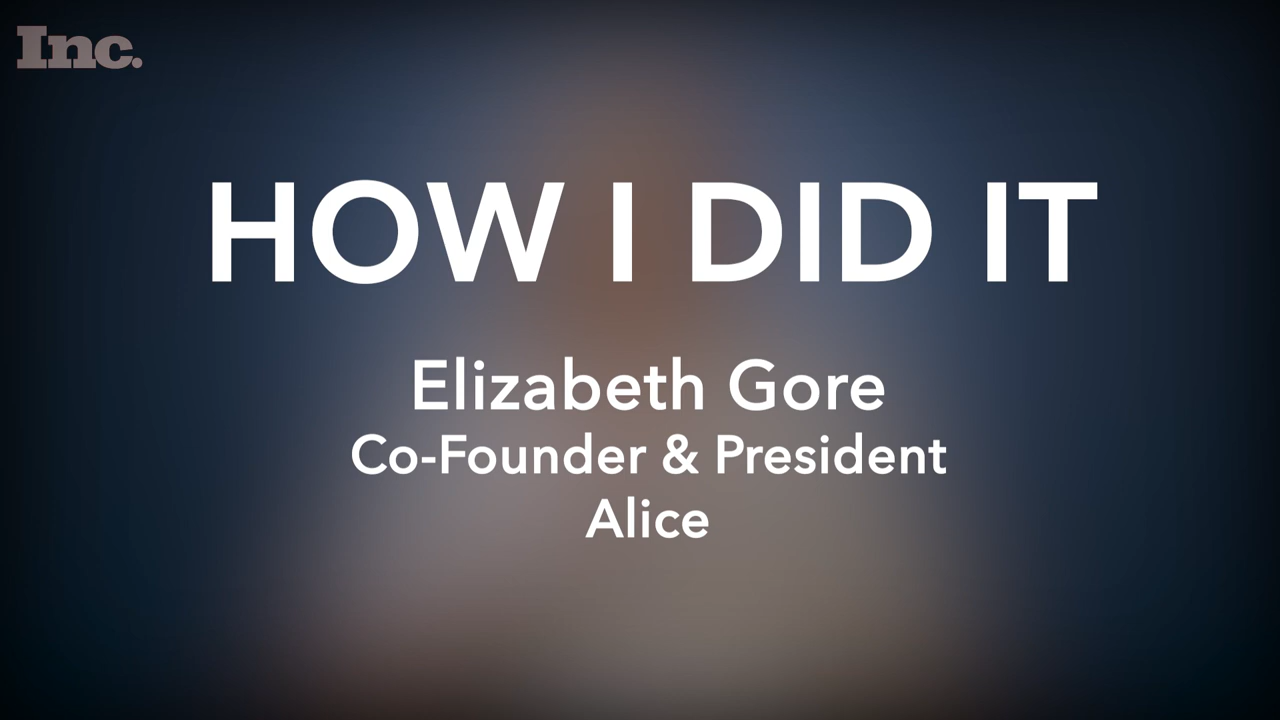 Inc.
HOW I DID IT
Elizabeth Gore
Co-Founder & President
Alice